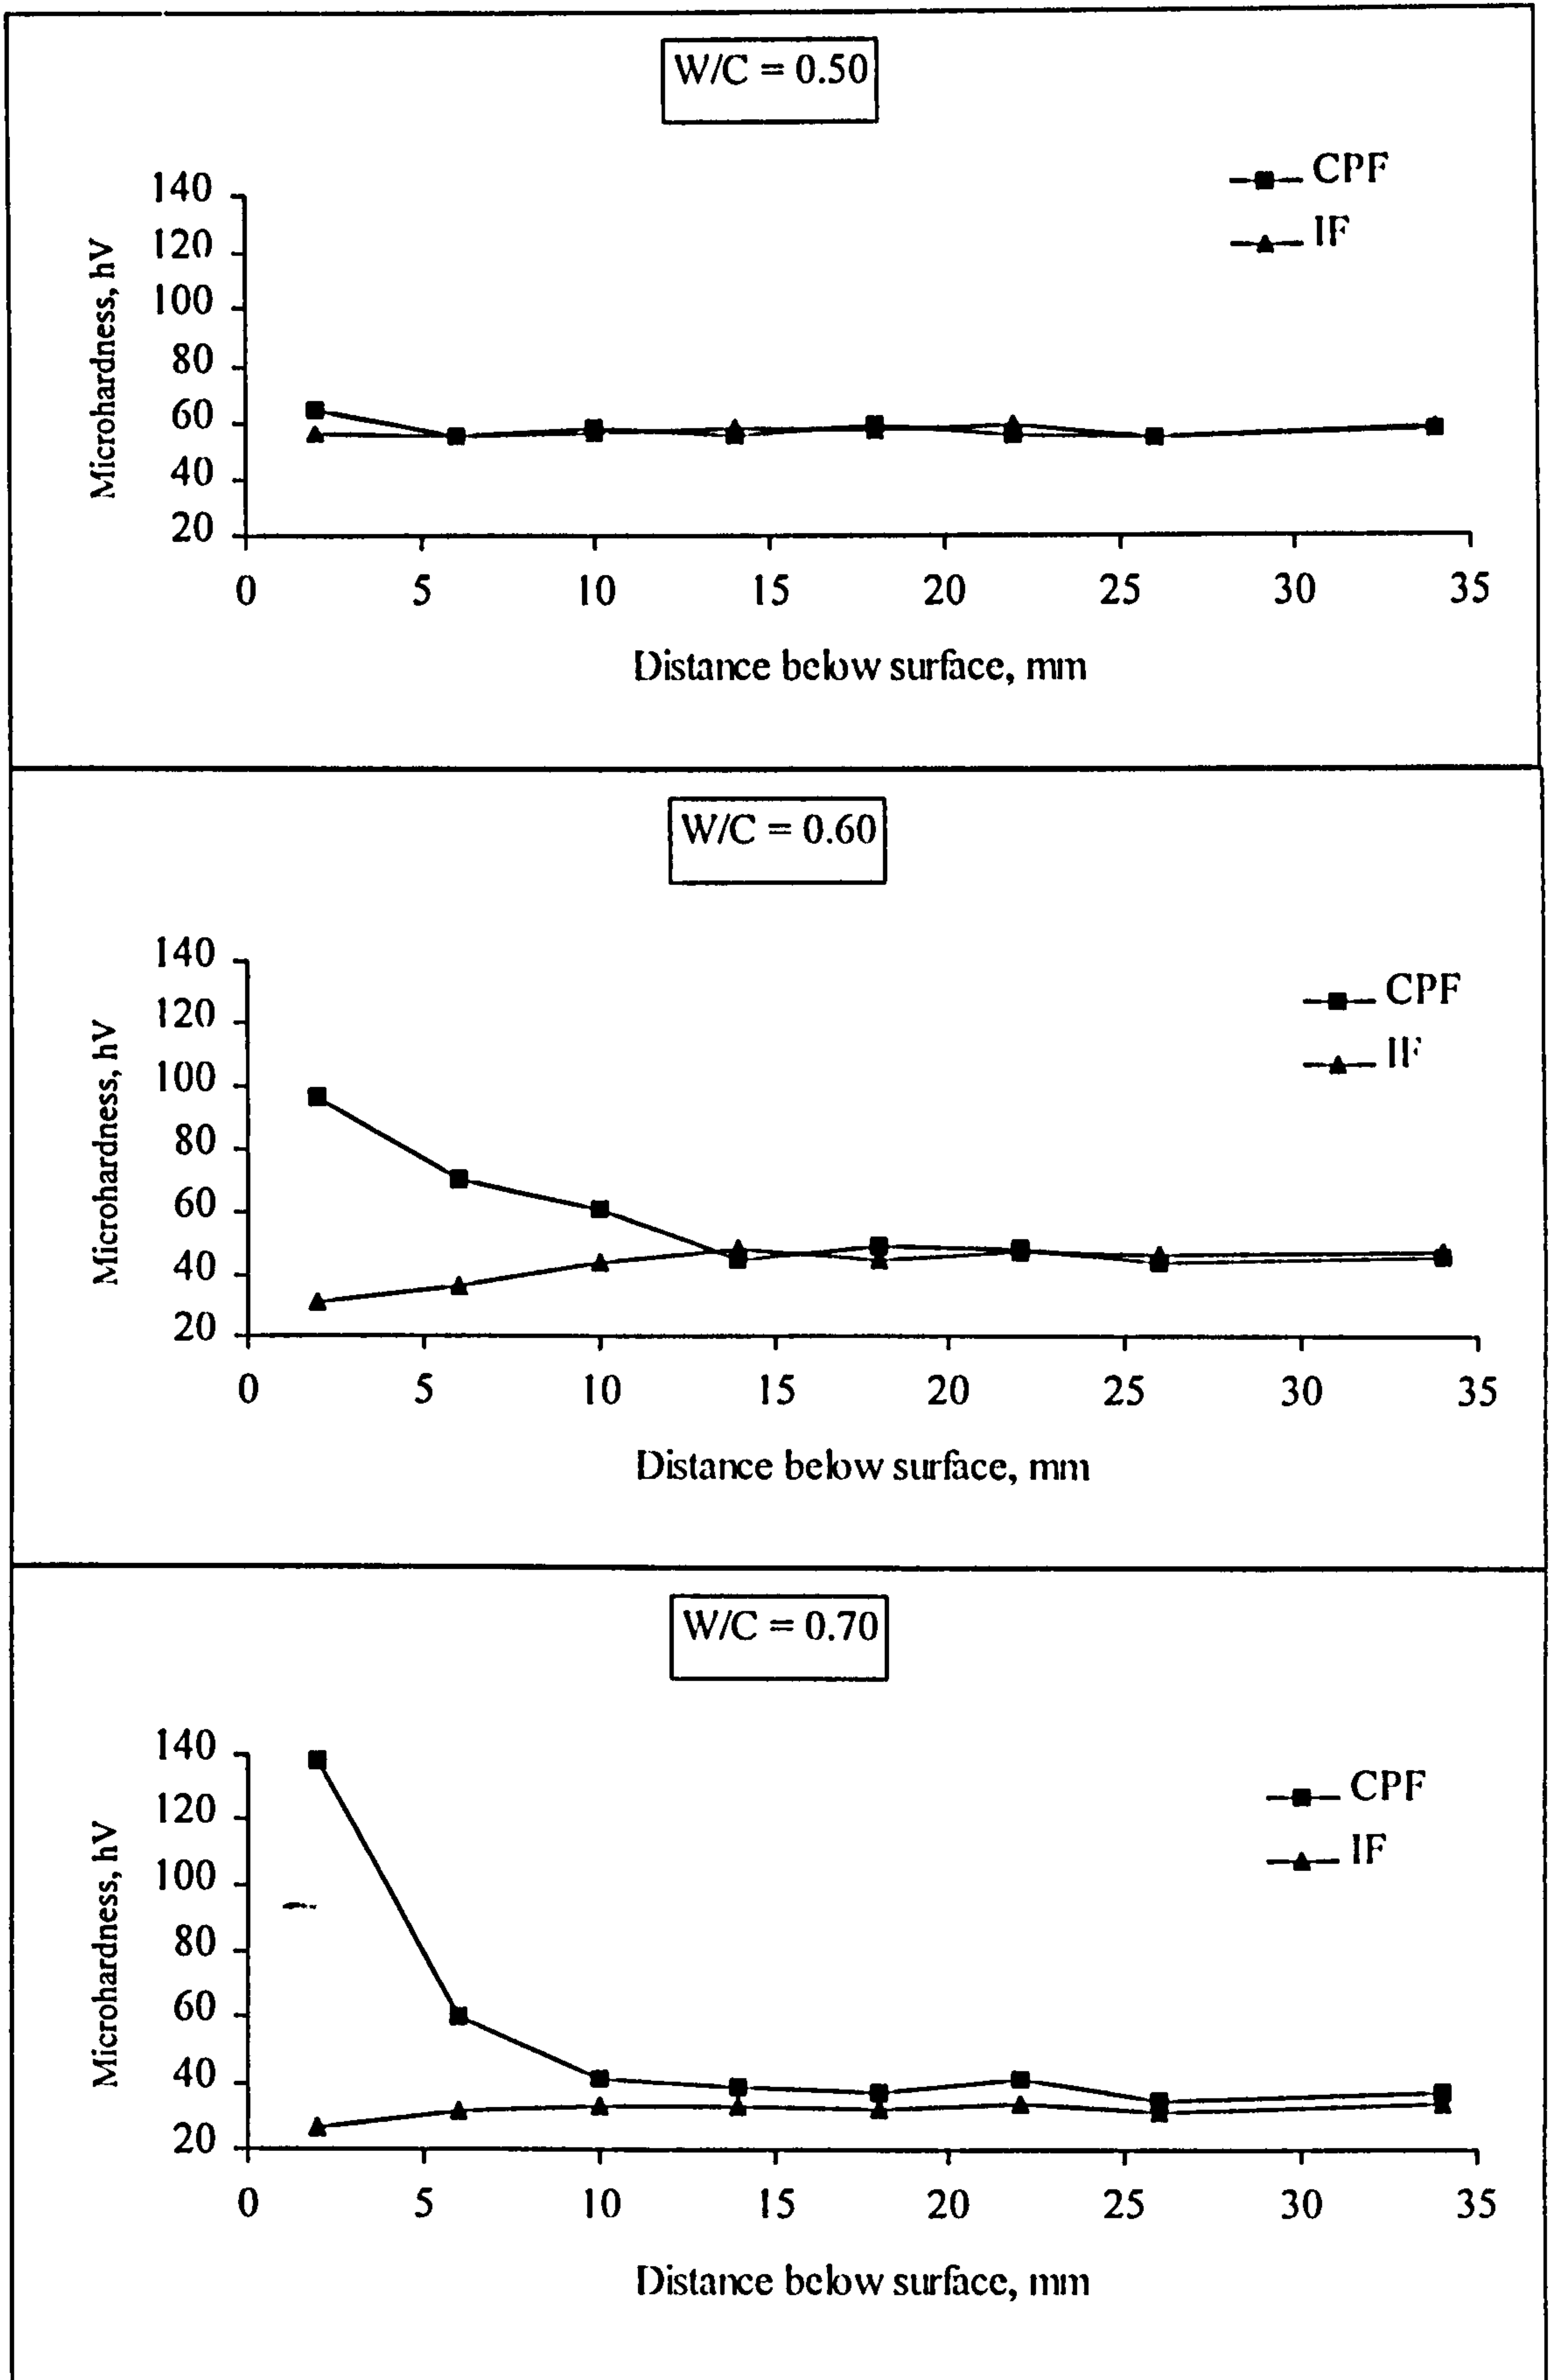 W/C = 0.50
CPF
IF
140
120
100
80
60
40
20
Microhardness, hV
0 5 10 15 20 25 30 35
Distance below surface, mm
W/C = 0.60
CPF
IF
140
120
100
80
60
40
20
Microhardness, hV
0 5 10 15 20 25 30 35
Distance below surface, mm
W/C = 0.70
CPF
IF
140
120
100
80
60
40
20
Microhardness, hV
0 5 10 15 20 25 30 35
Distance below surface, mm